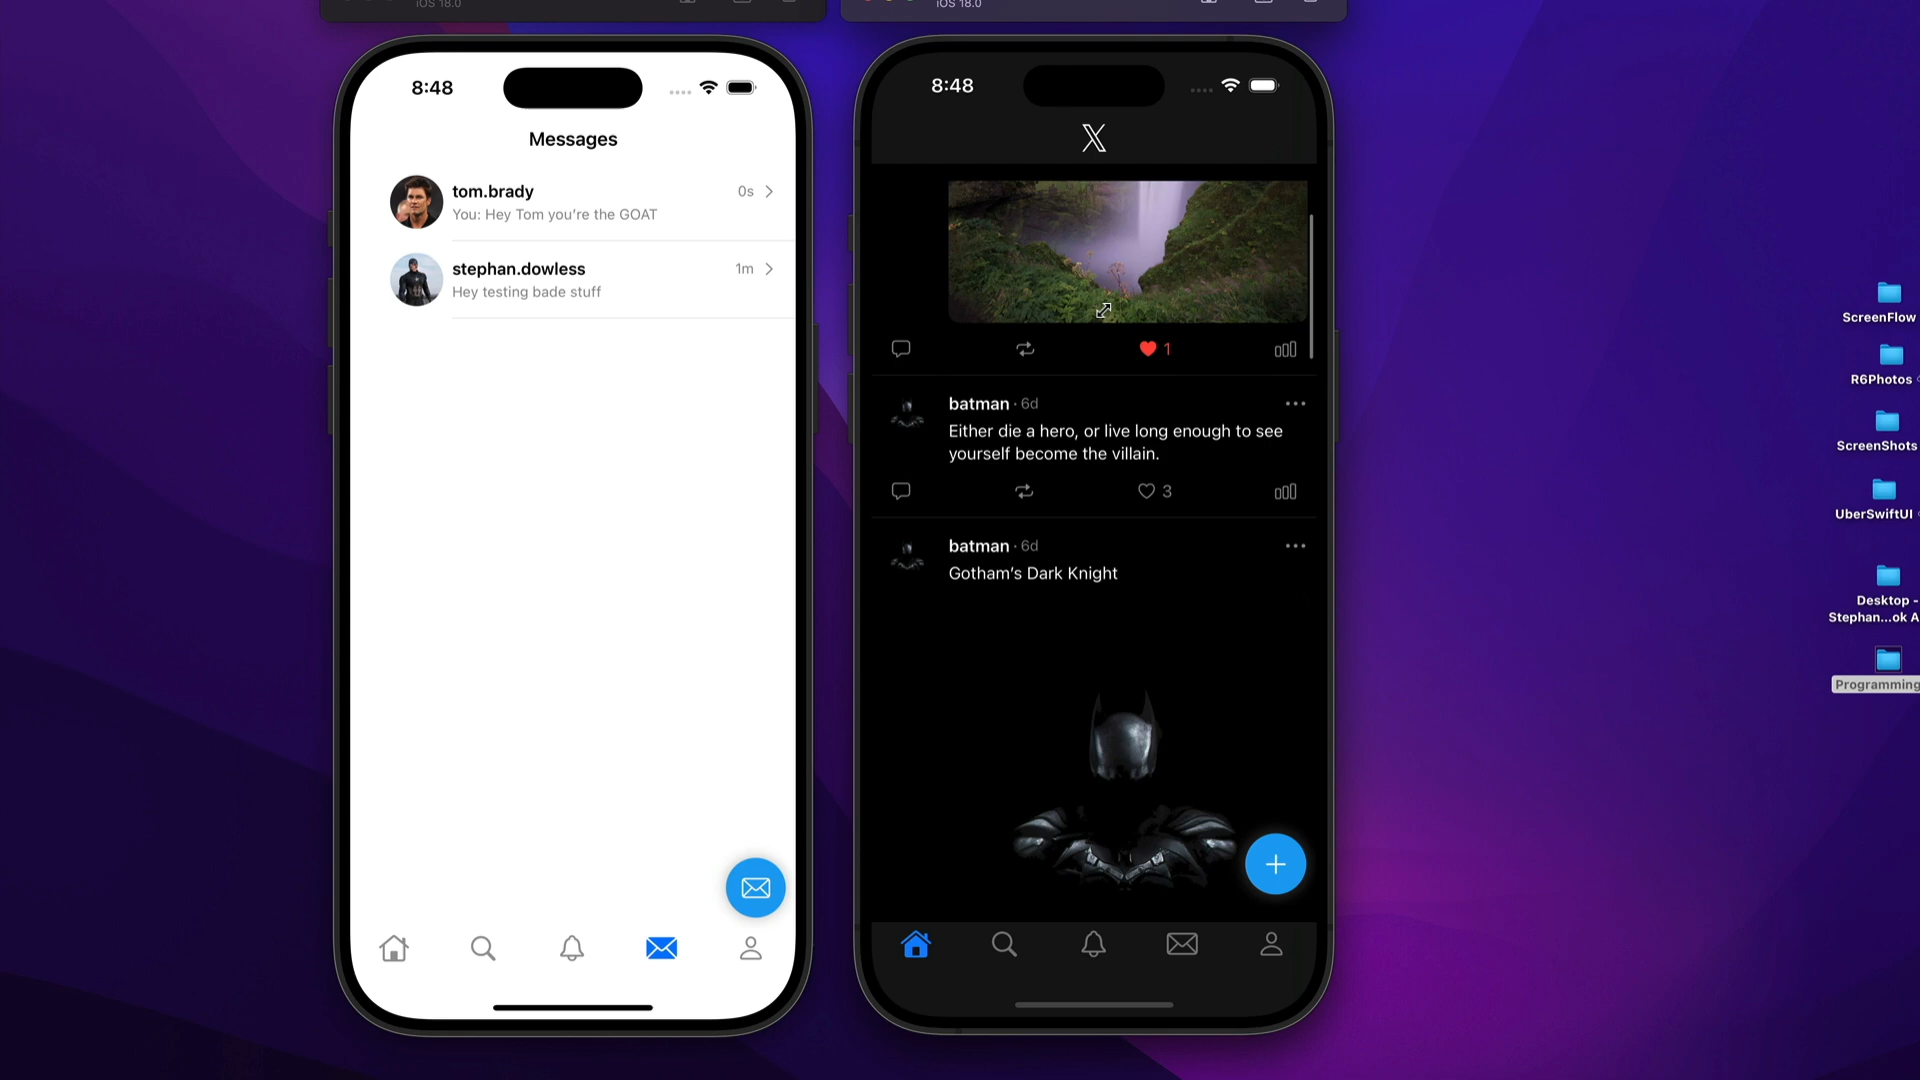 iOS 18.0
8:48
Messages
tom.brady
0s
You: Hey Tom you're the GOAT
stephan.dowless
1m
Hey testing bade stuff
iOS 18.0
8:48
1
batman · 6d
Either die a hero, or live long enough to see
yourself become the villain.
3
batman · 6d
Gotham's Dark Knight
ScreenFlow
R6Photos
ScreenShots
UberSwiftUI
Desktop -
Stephan...ok A
Programming